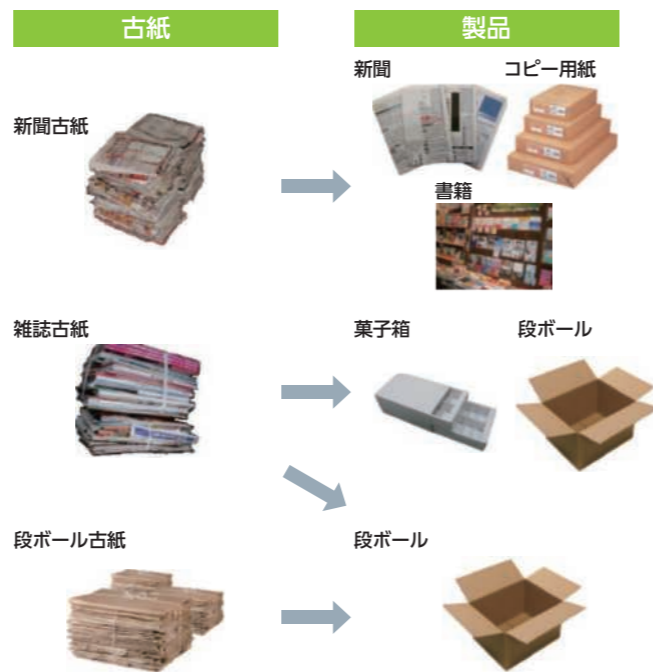 古紙
製品
新聞
コピー用紙
新聞古紙
書籍
雑誌古紙
菓子箱
段ボール
段ボール古紙
段ボール